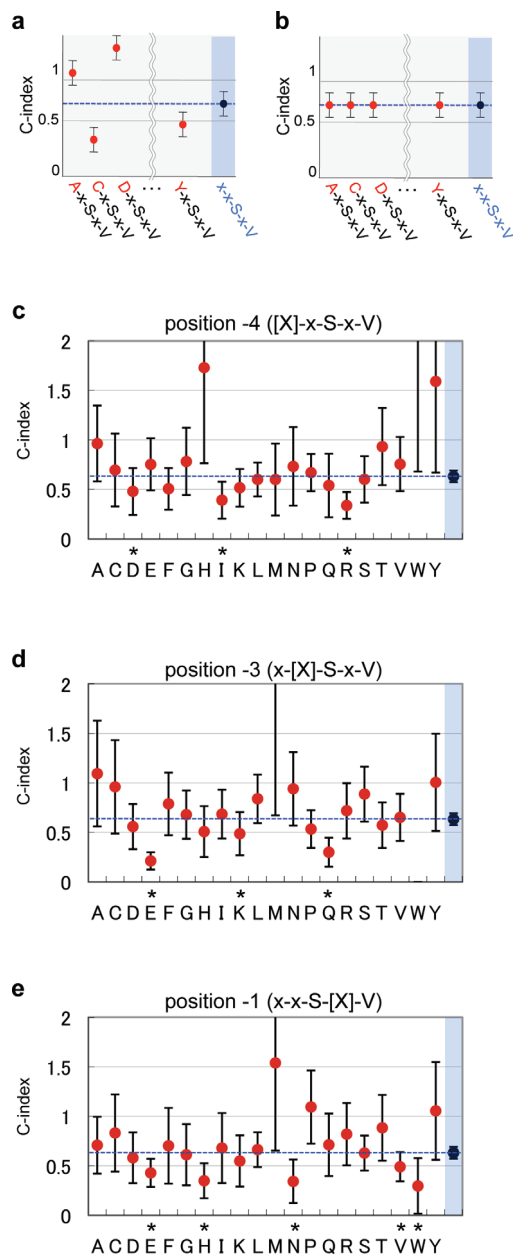 a
b
C-index
1
0.5
0
A-x-S-x-V
C-x-S-x-V
D-x-S-x-V
...
Y-x-S-x-V
x-x-S-x-V
C-index
1
0.5
0
A-x-S-x-V
C-x-S-x-V
D-x-S-x-V
...
Y-x-S-x-V
x-x-S-x-V
c
position -4 ([X]-x-S-x-V)
C-index
2
1.5
1
0.5
0
* * *
A C D E F G H I K L M N P Q R S T V W Y
d
position -3 (x-[X]-S-x-V)
C-index
2
1.5
1
0.5
0
A C D E F G H I K L M N P Q R S T V W Y
* * *
e
position -1 (x-x-S-[X]-V)
C-index
2
1.5
1
0.5
0
* * * * *
A C D E F G H I K L M N P Q R S T V W Y